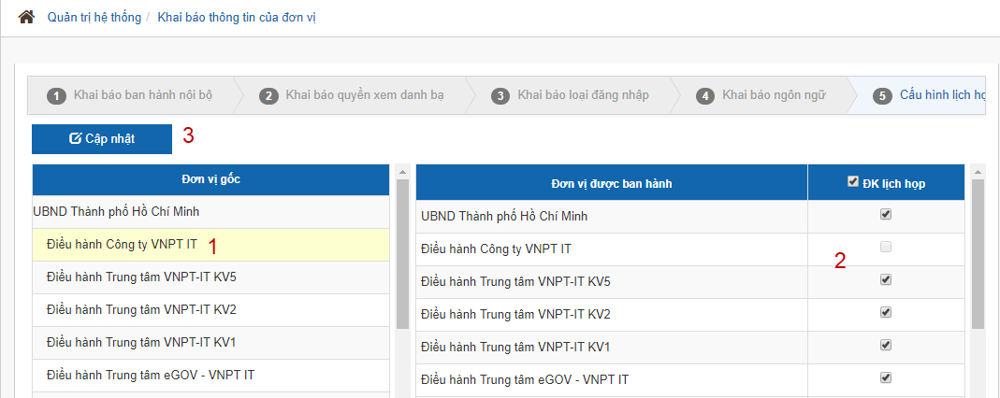 Quản trị hệ thống / Khai báo thông tin của đơn vị
1 Khai báo ban hành nội bộ 2 Khai báo quyền xem danh bạ 3 Khai báo loại đăng nhập 4 Khai báo ngôn ngữ 5 Cấu hình lịch họ
Cập nhật 3
Đơn vị gốc
UBND Thành phố Hồ Chí Minh
Điều hành Công ty VNPT IT 1
Điều hành Trung tâm VNPT-IT KV5
Điều hành Trung tâm VNPT-IT KV2
Điều hành Trung tâm VNPT-IT KV1
Điều hành Trung tâm eGOV - VNPT IT
Đơn vị được ban hành ĐK lịch họp
UBND Thành phố Hồ Chí Minh
Điều hành Công ty VNPT IT 2
Điều hành Trung tâm VNPT-IT KV5
Điều hành Trung tâm VNPT-IT KV2
Điều hành Trung tâm VNPT-IT KV1
Điều hành Trung tâm eGOV - VNPT IT